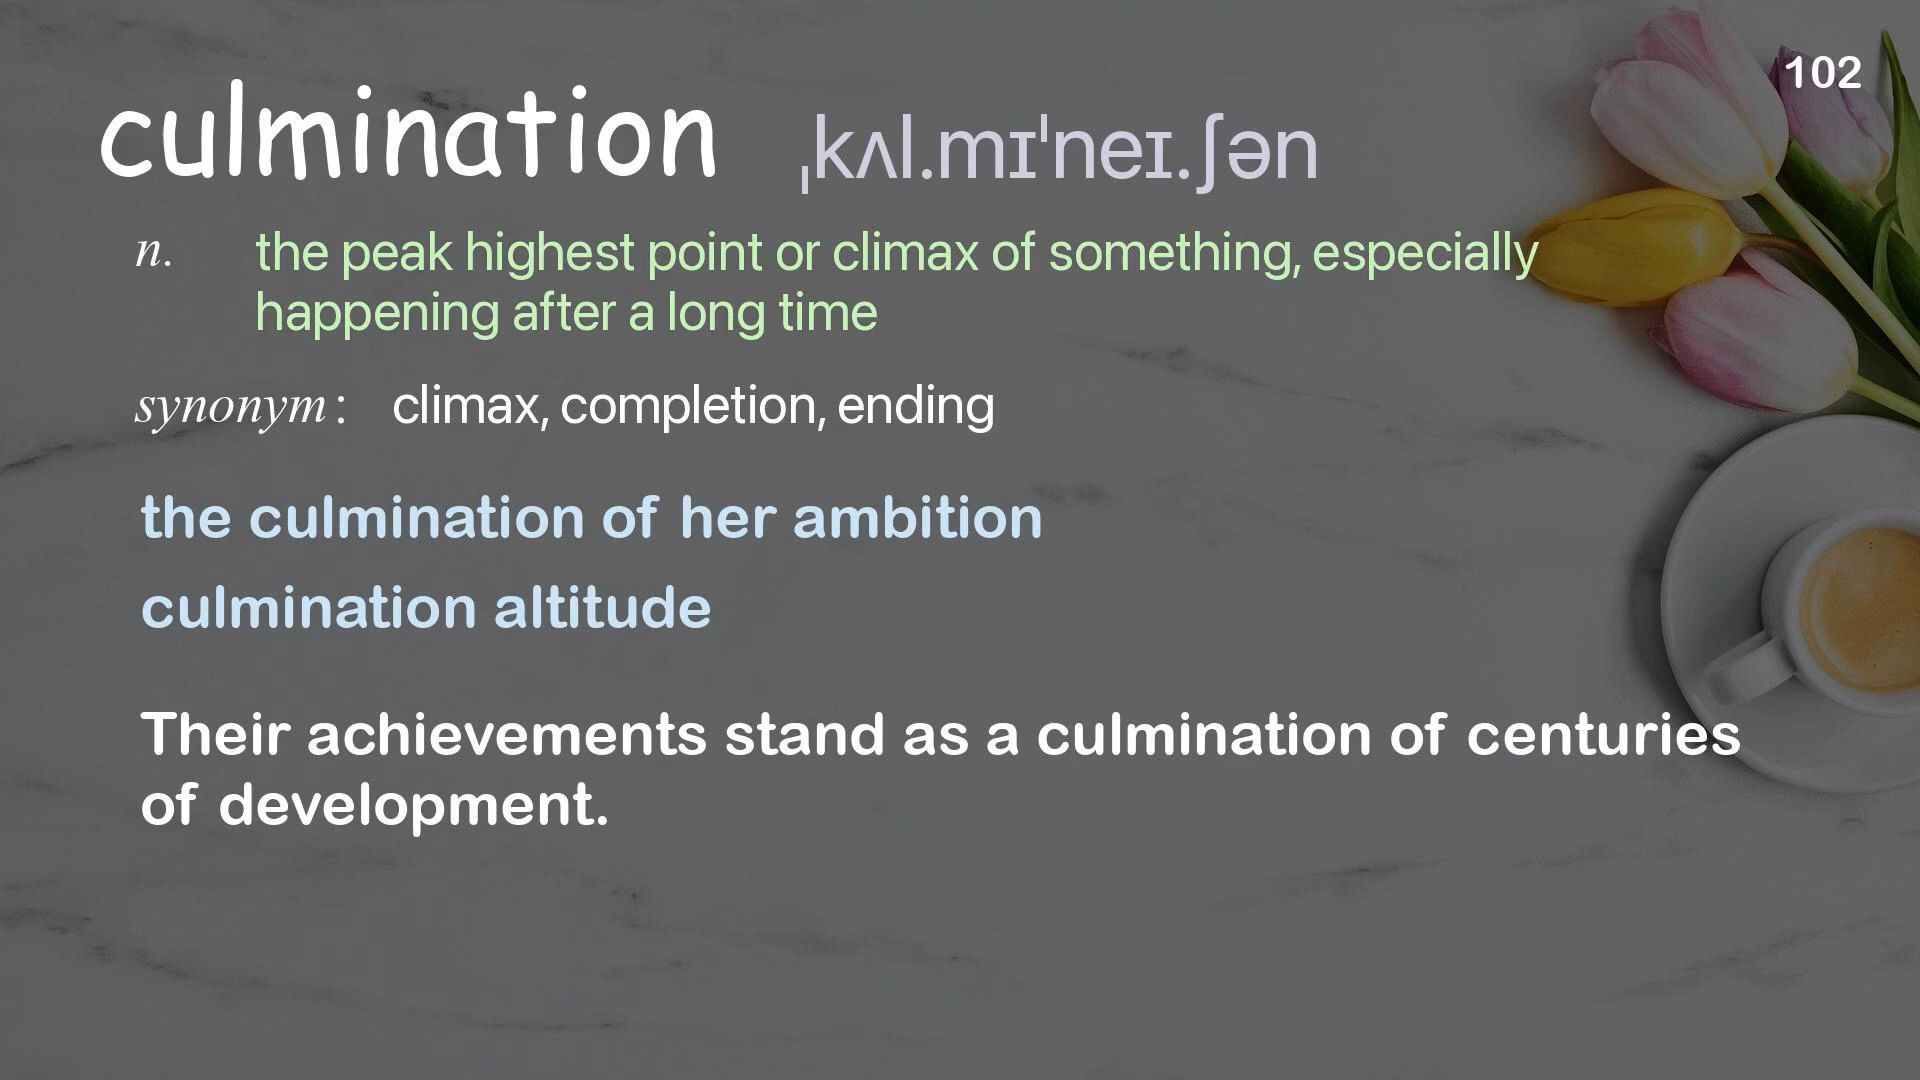 102
culmination ˌkʌl.mɪˈneɪ.ʃən
n. the peak highest point or climax of something, especially
happening after a long time
synonym: climax, completion, ending
the culmination of her ambition
culmination altitude
Their achievements stand as a culmination of centuries
of development.